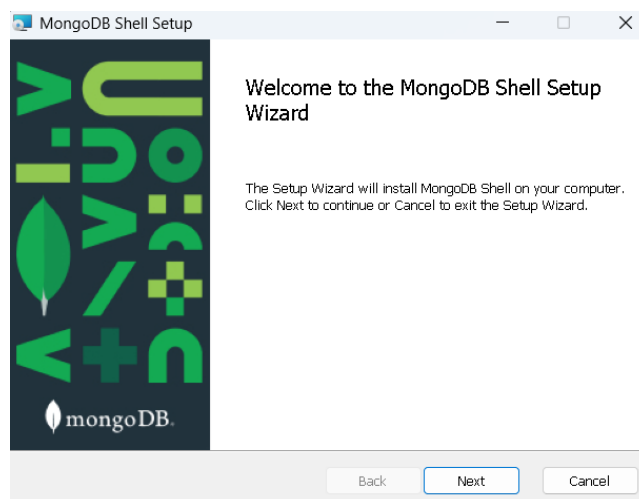 MongoDB Shell Setup
Welcome to the MongoDB Shell Setup
Wizard
The Setup Wizard will install MongoDB Shell on your computer.
Click Next to continue or Cancel to exit the Setup Wizard.
mongoDB.
Back
Next
Cancel